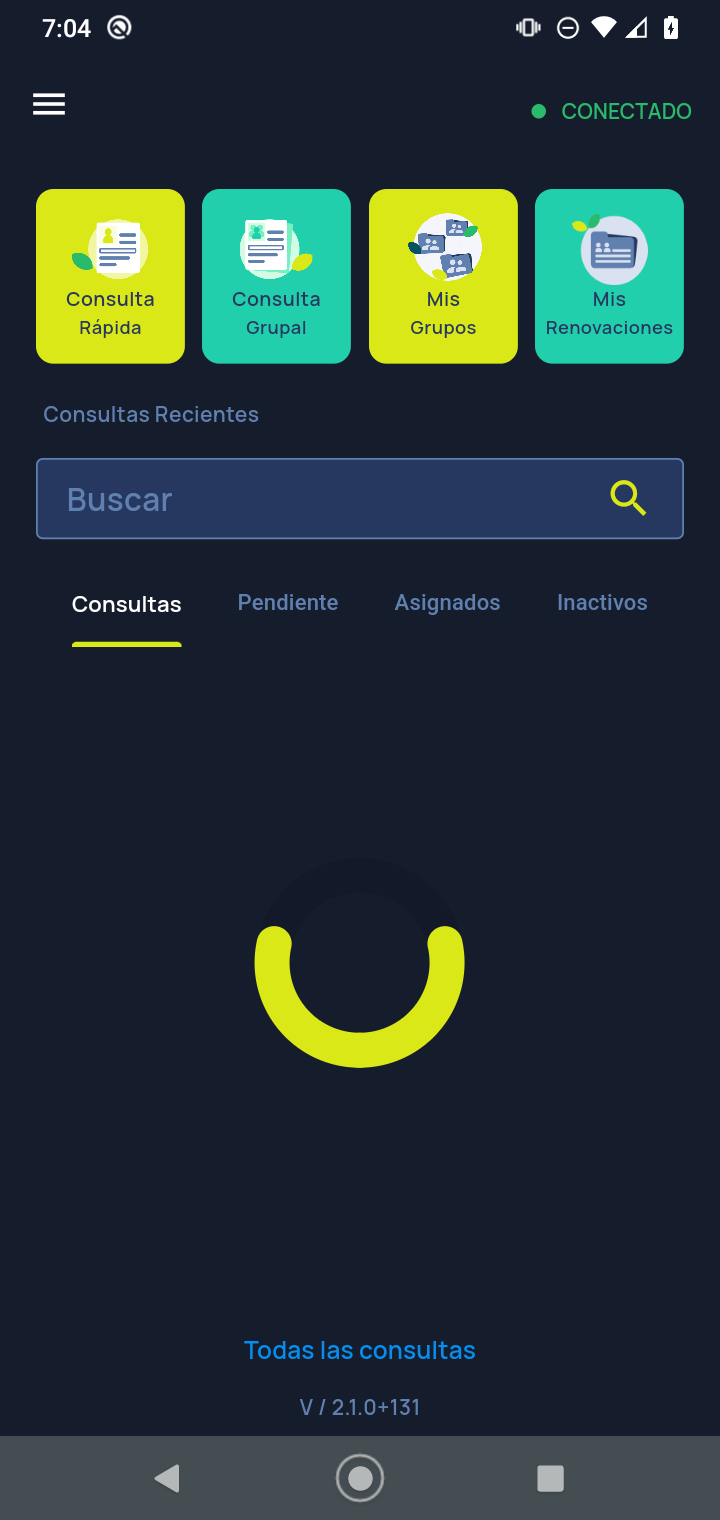 7:04
CONECTADO
Consulta
Rápida
Consulta
Grupal
Mis
Grupos
Mis
Renovaciones
Consultas Recientes
Buscar
Consultas
Pendiente
Asignados
Inactivos
Todas las consultas
V / 2.1.0+131